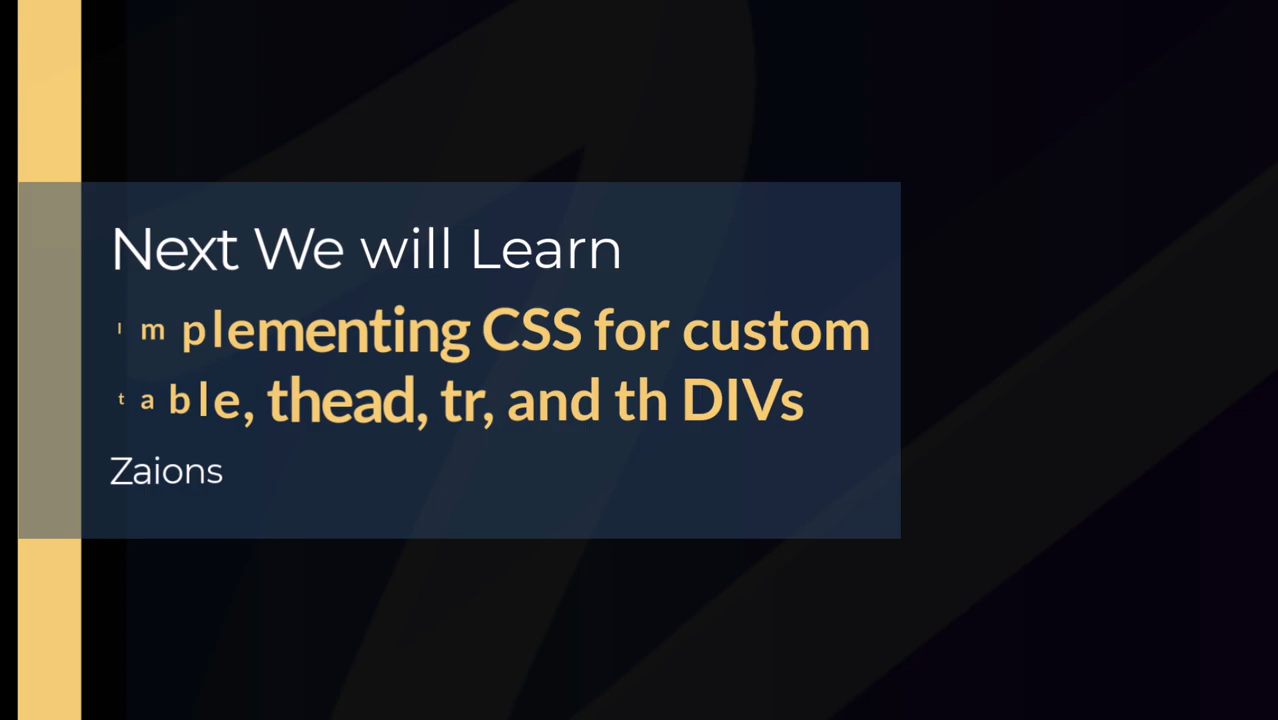 Next We will Learn
Implementing CSS for custom
table, thead, tr, and th DIVs
Zaions